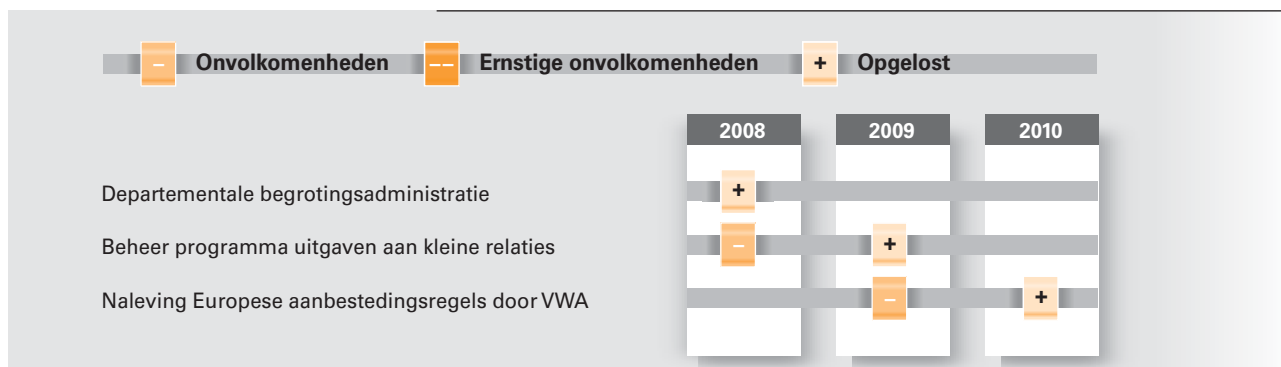 – Onvolkomenheden –– Ernstige onvolkomenheden + Opgelost
2008 2009 2010
Departementale begrotingsadministratie +
Beheer programma uitgaven aan kleine relaties – +
Naleving Europese aanbestedingsregels door VWA – +